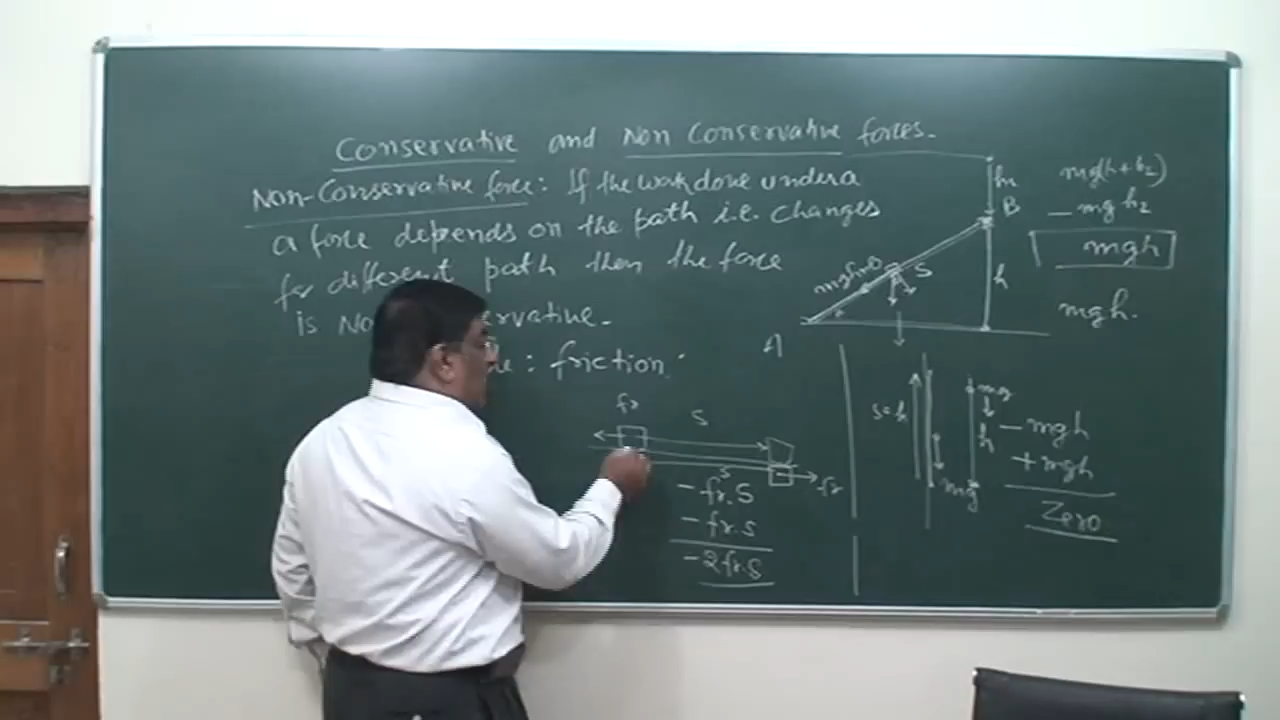 Conservative and Non Conservative forces.
Non-Conservative force: If the work done under a
a force depends on the path i.e. changes
for different path then the force
is
: friction.
fr
S
S
fr
- fr.S
- fr.s
- 2fr.S
A
B
S
h
h2
mg(h+h2)
- mgh2
mgh
mgh.
mg sinθ
s=h
mg
h
mg
- mgh
+ mgh
Zero